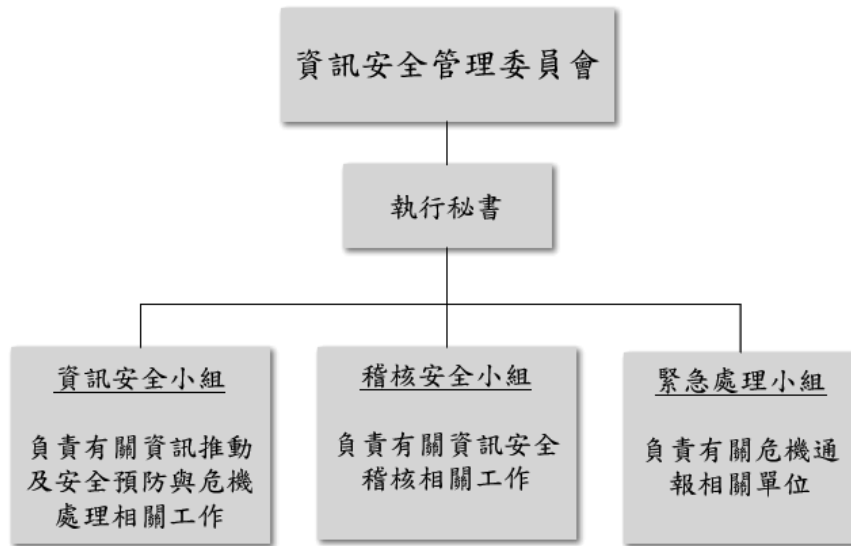 資訊安全管理委員會
執行秘書
資訊安全小組
負責有關資訊推動
及安全預防與危機
處理相關工作
稽核安全小組
負責有關資訊安全
稽核相關工作
緊急處理小組
負責有關危機通
報相關單位